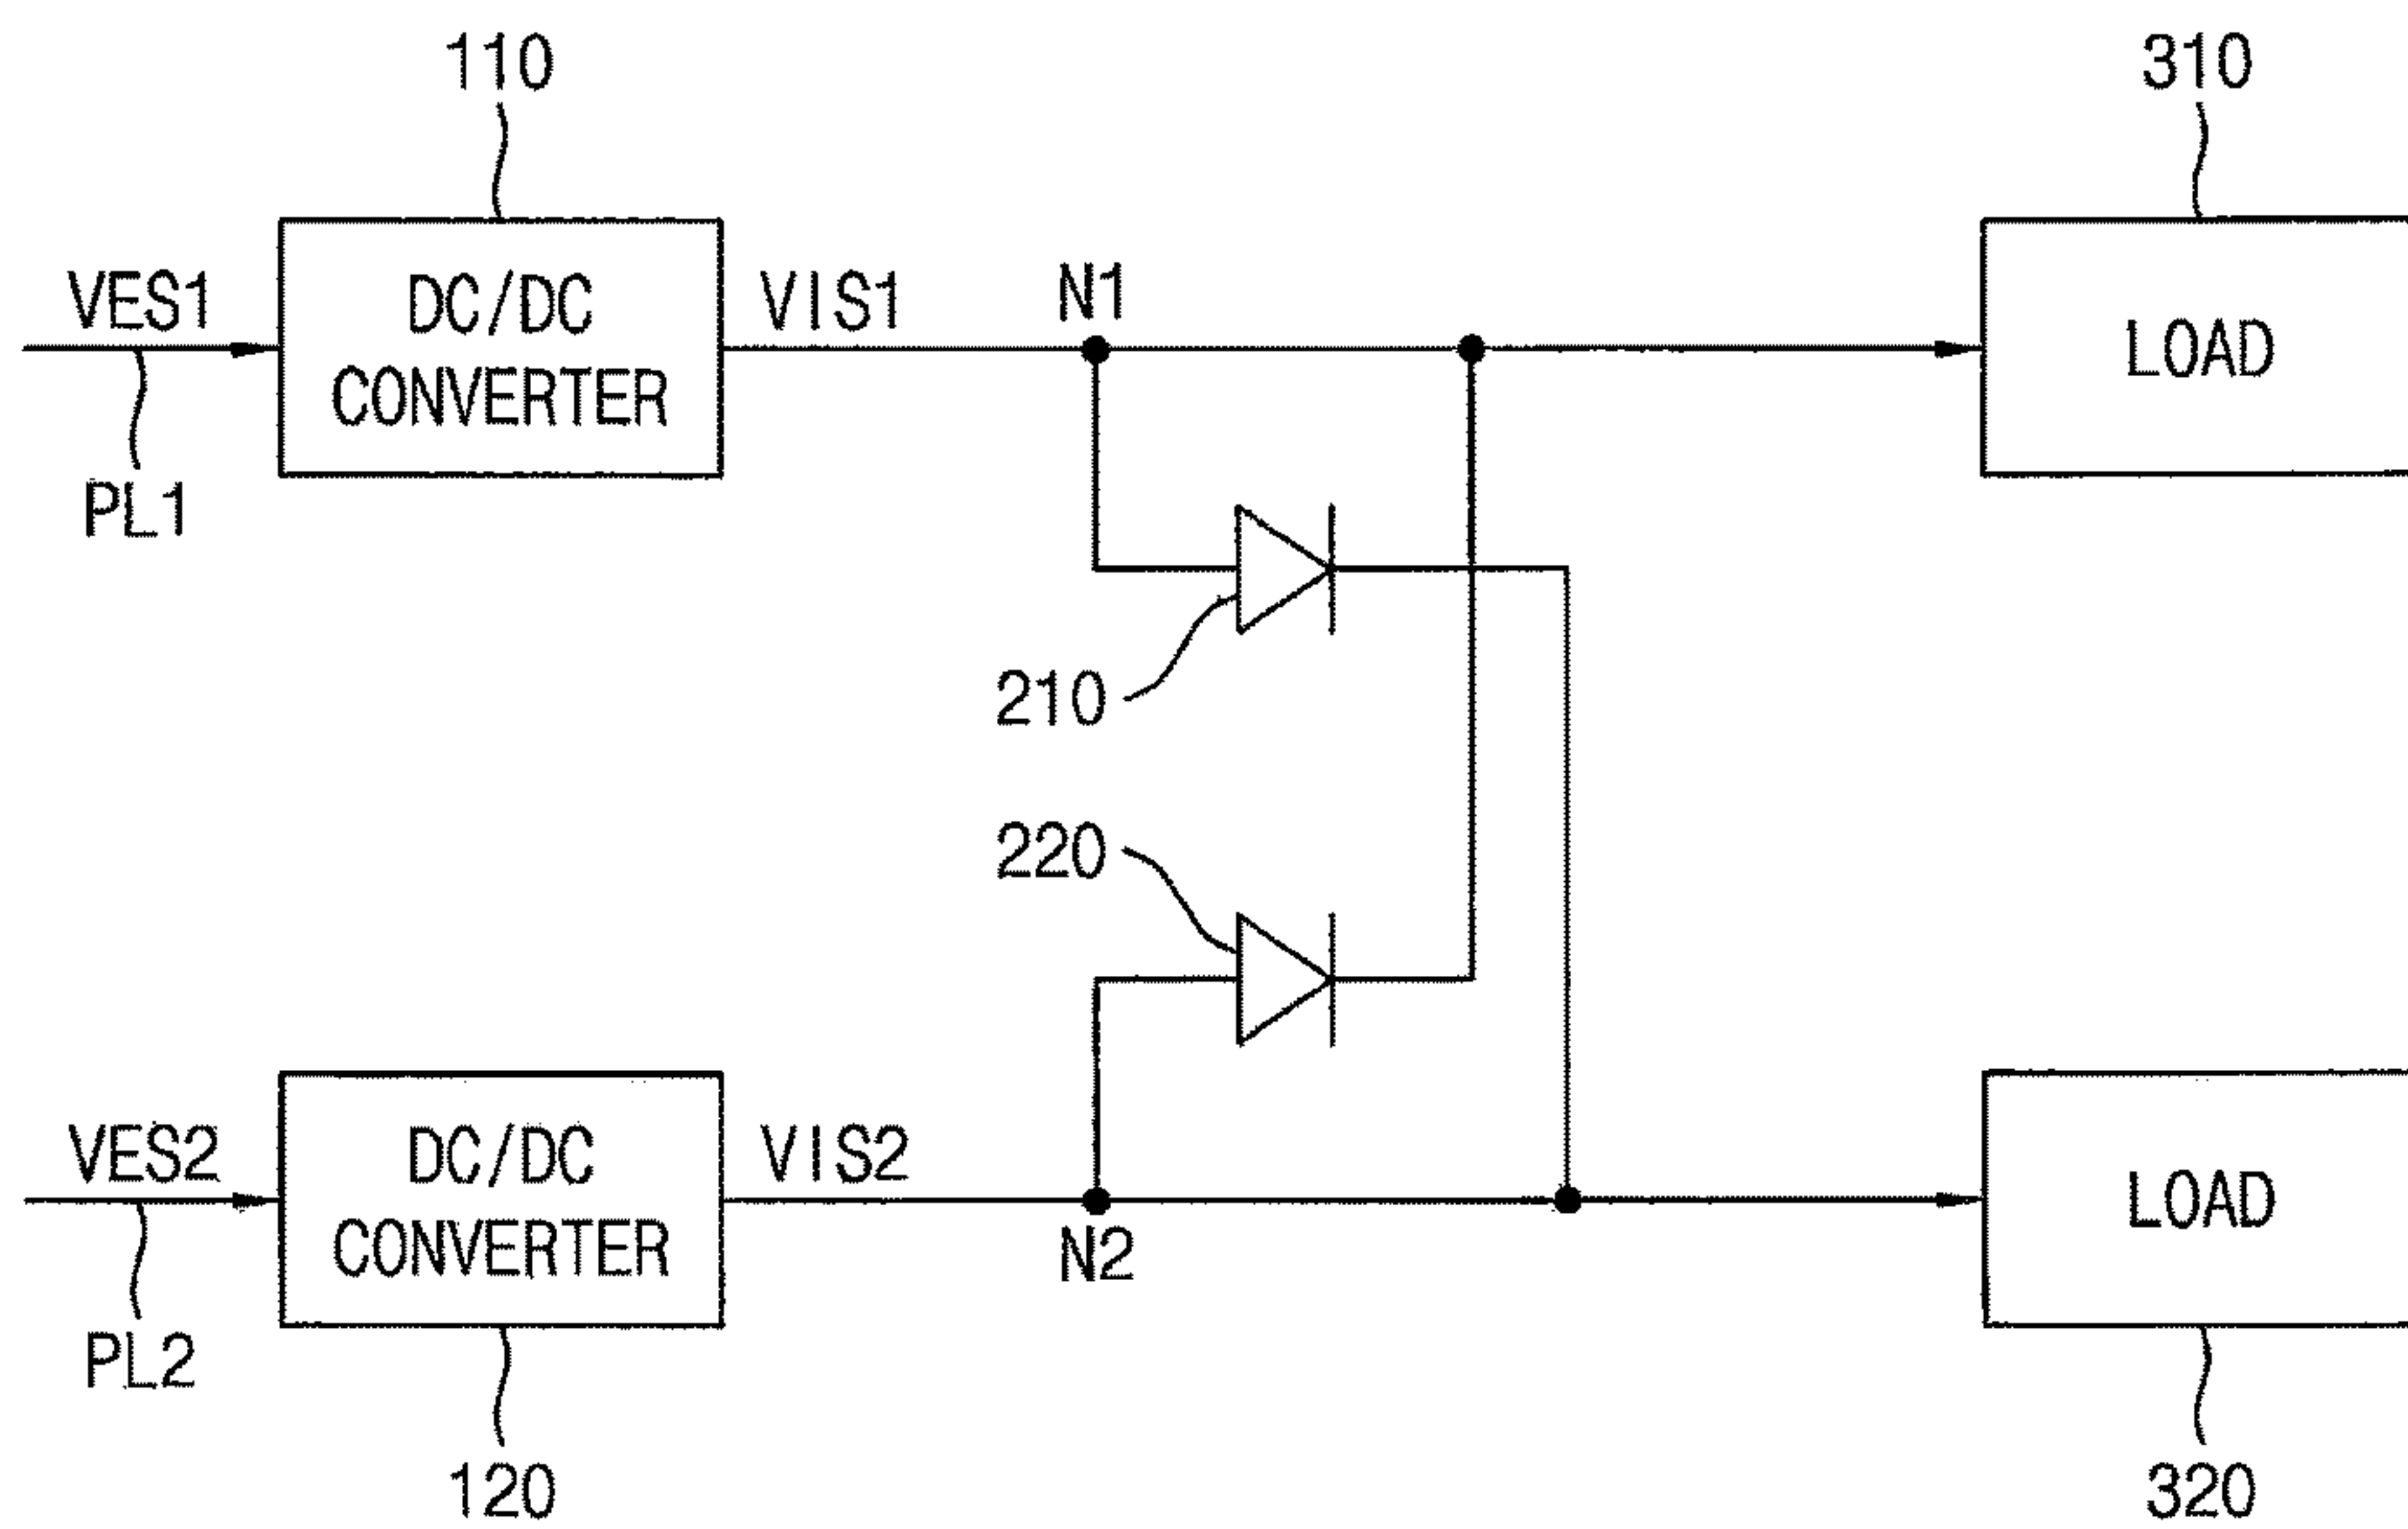 110
310
VES1
DC/DC
CONVERTER
VIS1
N1
LOAD
PL1
210
220
VES2
DC/DC
CONVERTER
VIS2
N2
LOAD
PL2
120
320